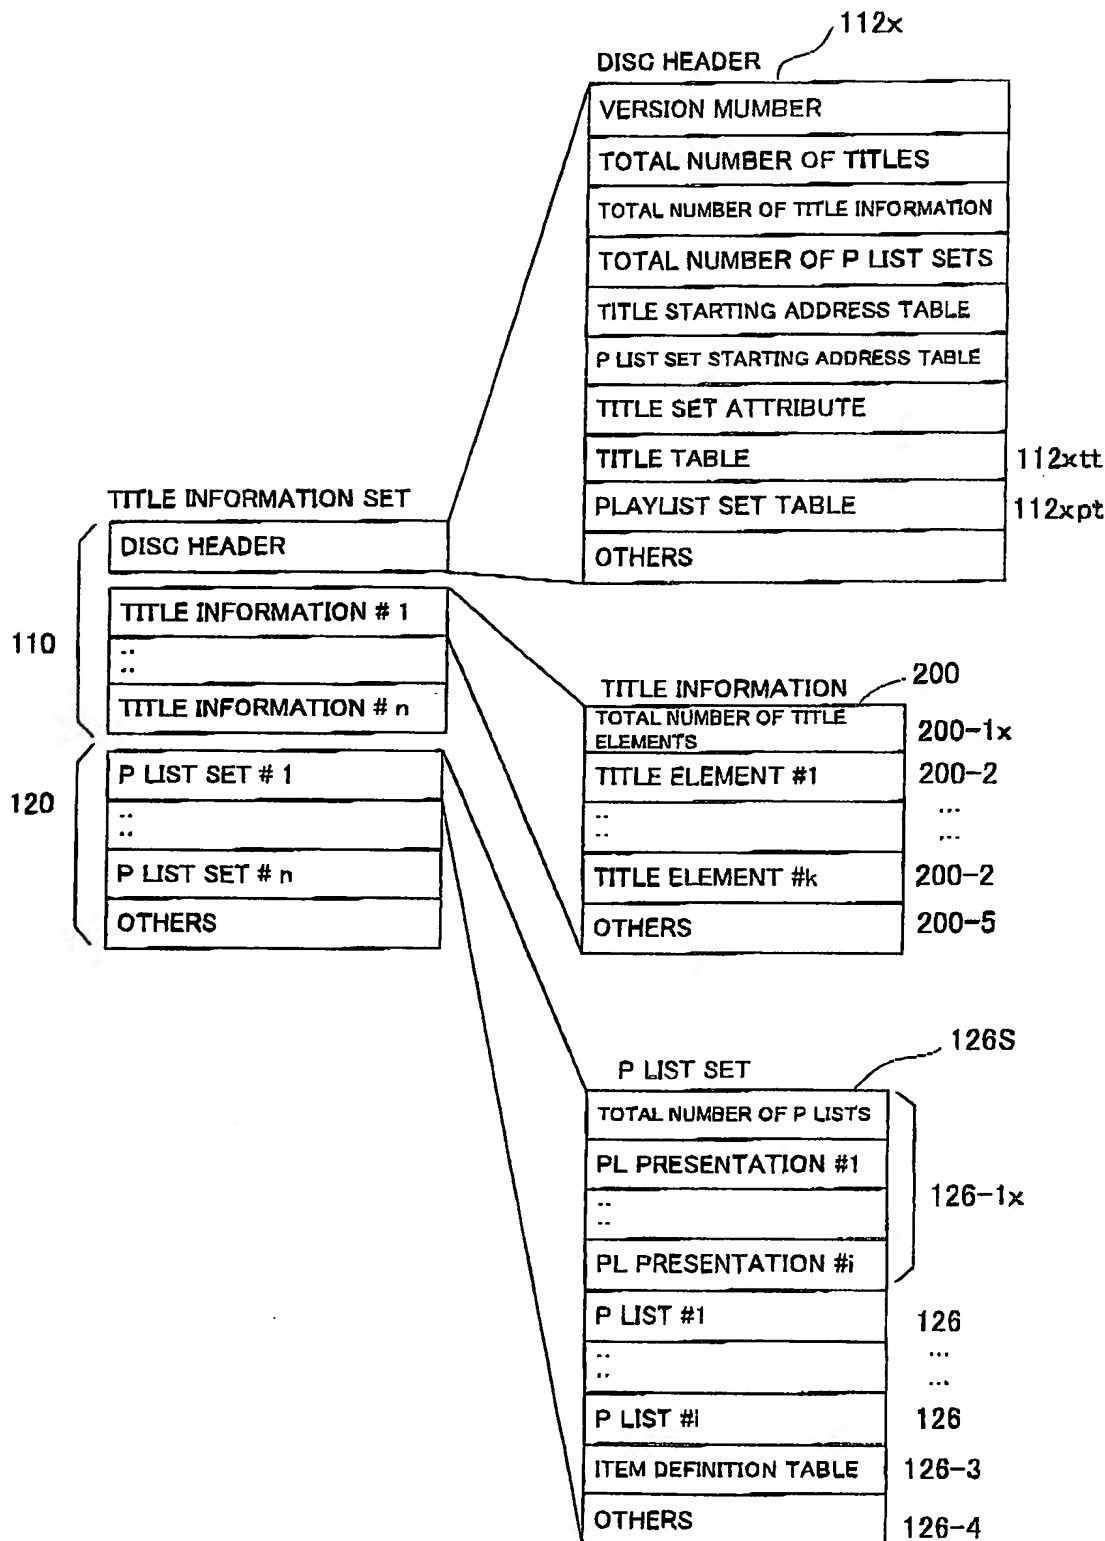 112x
DISC HEADER
VERSION MUMBER
TOTAL NUMBER OF TITLES
TOTAL NUMBER OF TITLE INFORMATION
TOTAL NUMBER OF P LIST SETS
TITLE STARTING ADDRESS TABLE
P LIST SET STARTING ADDRESS TABLE
TITLE SET ATTRIBUTE
TITLE TABLE 112xtt
PLAYLIST SET TABLE 112xpt
OTHERS
TITLE INFORMATION SET
DISC HEADER
110
TITLE INFORMATION # 1
::
TITLE INFORMATION # n
120
P LIST SET # 1
::
P LIST SET # n
OTHERS
TITLE INFORMATION 200
TOTAL NUMBER OF TITLE
ELEMENTS 200-1x
TITLE ELEMENT #1 200-2
:: ...
...
TITLE ELEMENT #k 200-2
OTHERS 200-5
P LIST SET 126S
TOTAL NUMBER OF P LISTS
PL PRESENTATION #1
::
PL PRESENTATION #i
126-1x
P LIST #1 126
:: ...
...
P LIST #i 126
ITEM DEFINITION TABLE 126-3
OTHERS 126-4